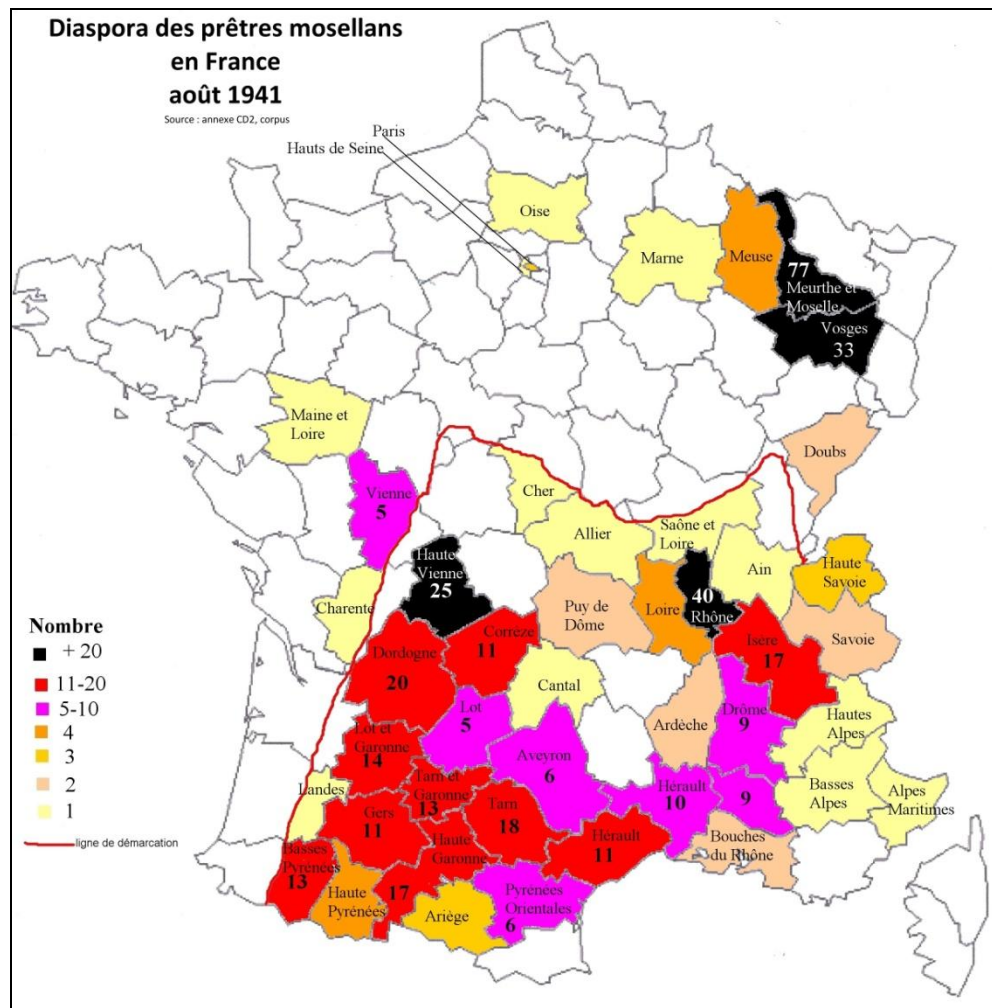 Diaspora des prêtres mosellans
en France
août 1941
Source : annexe CD2, corpus
Paris
Hauts de Seine
Oise
Marne
Meuse
77
Meurthe et
Moselle
Vosges
33
Maine et
Loire
Doubs
Vienne
5
Cher
Allier
Saône et
Loire
Ain
Haute
Savoie
Haute
Vienne
25
Charente
Puy de
Dôme
Loire
40
Rhône
Savoie
Isère
17
Nombre
+ 20
11-20
5-10
4
3
2
1
ligne de démarcation
Dordogne
20
Corrèze
11
Cantal
Ardèche
Drôme
9
Hautes
Alpes
Lot
5
Lot et
Garonne
14
Aveyron
6
Basses
Alpes
Alpes
Maritimes
Landes
Tarn et
Garonne
13
Hérault
10
9
Gers
11
Tarn
18
Haute
Garonne
17
Hérault
11
Bouches
du Rhône
Basses
Pyrénées
13
Haute
Pyrénées
Ariège
Pyrénées
Orientales
6